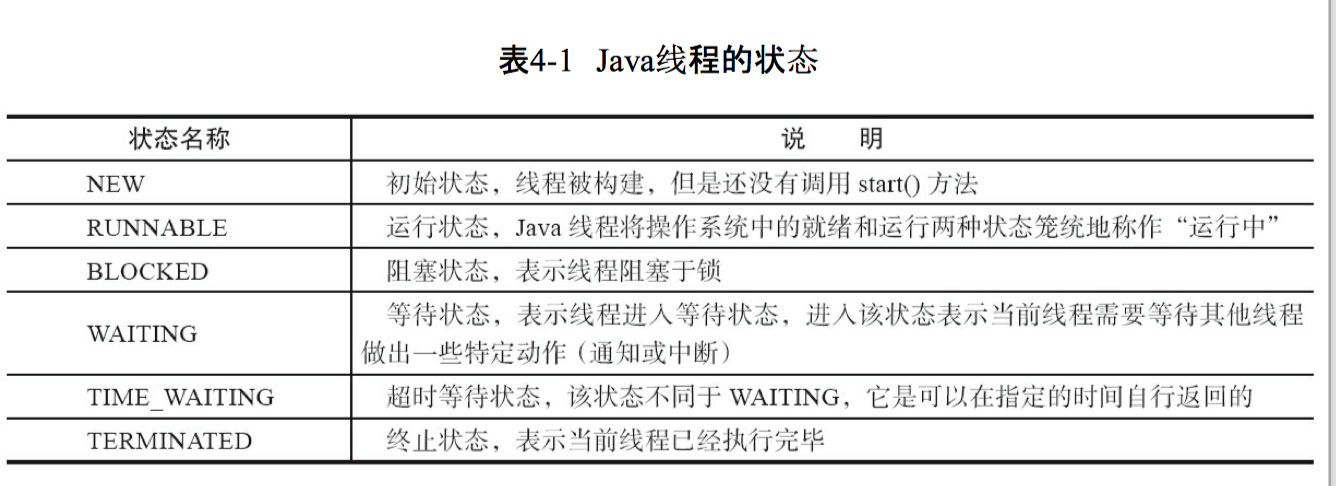 表4-1 Java线程的状态
状态名称 说 明
NEW 初始状态，线程被构建，但是还没有调用 start() 方法
RUNNABLE 运行状态，Java 线程将操作系统中的就绪和运行两种状态笼统地称作“运行中”
BLOCKED 阻塞状态，表示线程阻塞于锁
WAITING 等待状态，表示线程进入等待状态，进入该状态表示当前线程需要等待其他线程
做出一些特定动作（通知或中断）
TIME_WAITING 超时等待状态，该状态不同于 WAITING，它是可以在指定的时间自行返回的
TERMINATED 终止状态，表示当前线程已经执行完毕